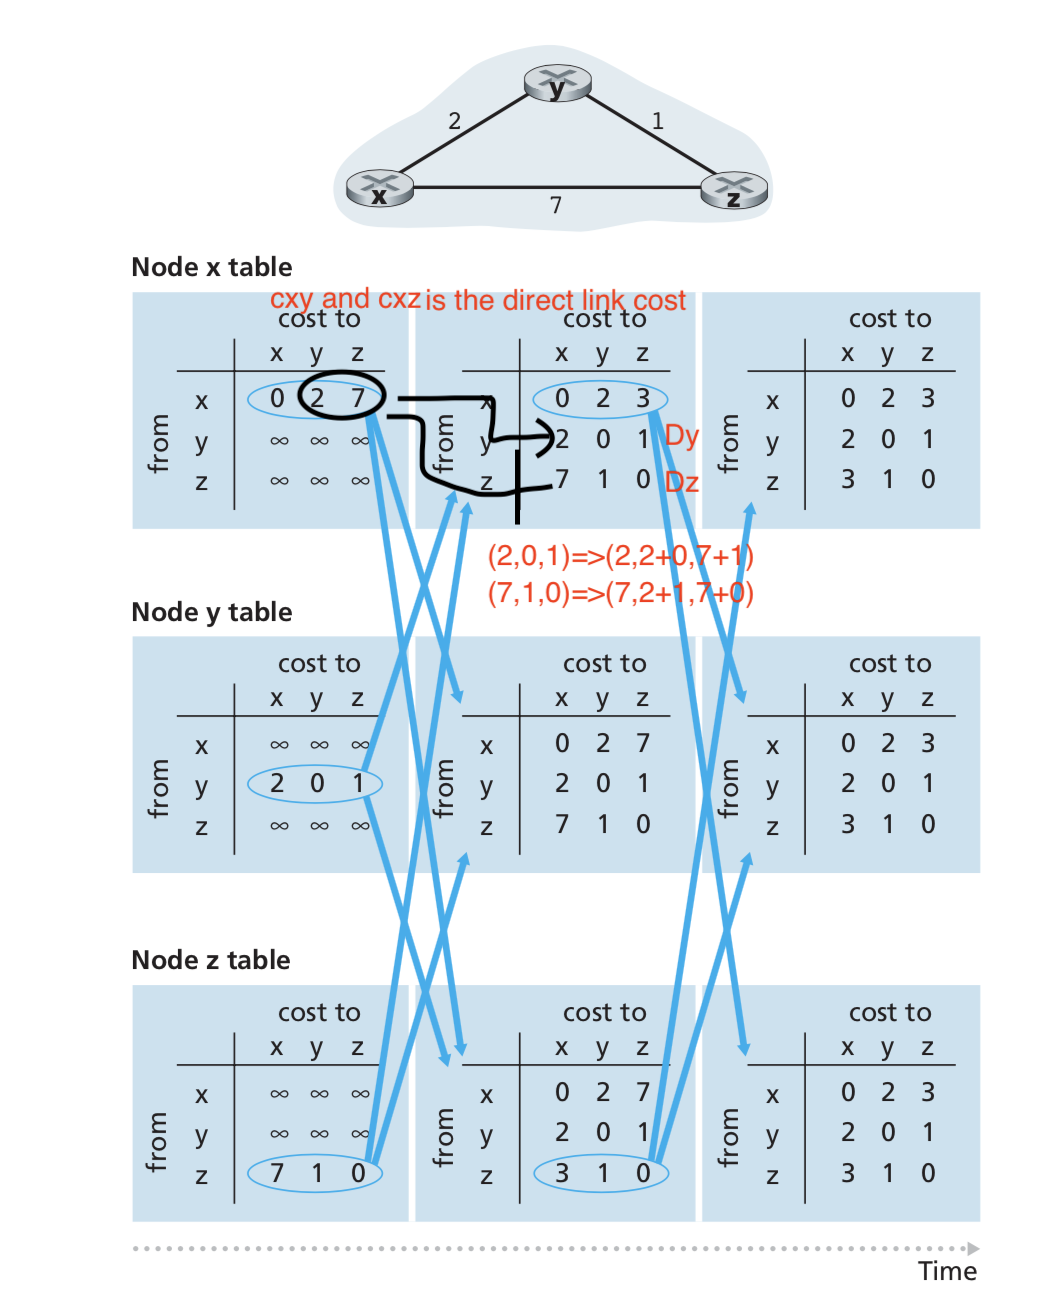 y
2
1
x
z
7
Node x table
cxy and cxz is the direct link cost
cost to
cost to
cost to
x y z
x y z
x y z
from
x 0 2 7
y ∞ ∞ ∞
z ∞ ∞ ∞
from
x 0 2 3
y 2 0 1 Dy
z 7 1 0 Dz
from
x 0 2 3
y 2 0 1
z 3 1 0
(2,0,1)=>(2,2+0,7+1)
(7,1,0)=>(7,2+1,7+0)
Node y table
cost to
cost to
cost to
x y z
x y z
x y z
from
x ∞ ∞ ∞
y 2 0 1
z ∞ ∞ ∞
from
x 0 2 7
y 2 0 1
z 7 1 0
from
x 0 2 3
y 2 0 1
z 3 1 0
Node z table
cost to
cost to
cost to
x y z
x y z
x y z
from
x ∞ ∞ ∞
y ∞ ∞ ∞
z 7 1 0
from
x 0 2 7
y 2 0 1
z 3 1 0
from
x 0 2 3
y 2 0 1
z 3 1 0
Time